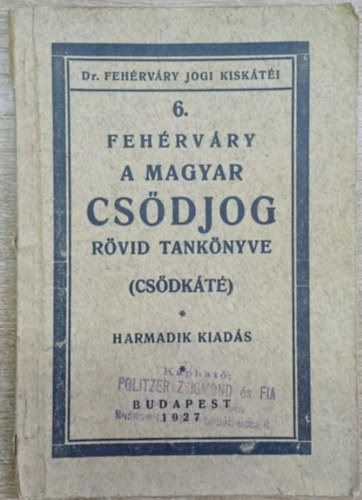 Dr. FEHÉRVÁRY JOGI KISKÁTÉI
6.
FEHÉRVÁRY
A MAGYAR
CSŐDJOG
RÖVID TANKÖNYVE
(CSŐDKÁTÉ)
*
HARMADIK KIADÁS
Kapható:
POLITZER ZSIGMOND és FIA
BUDAPEST
1927